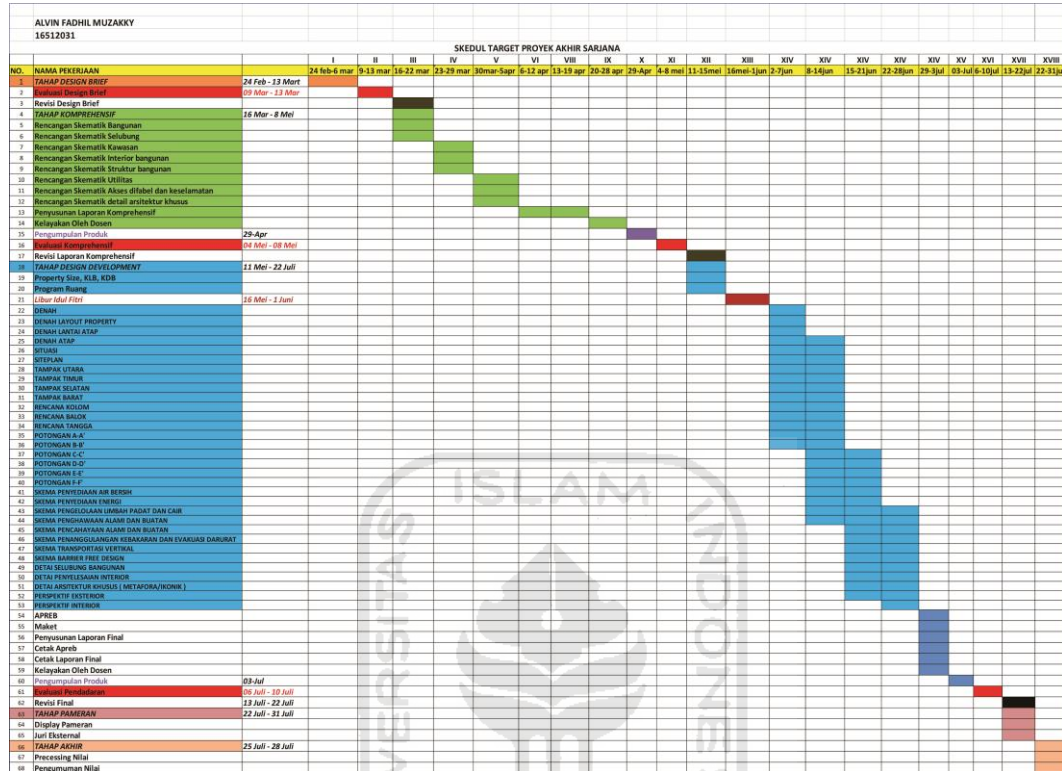 ALVIN FADHIL MUZAKKY
16512031
SKEDUL TARGET PROYEK AKHIR SARJANA
I II III IV V VI VIII IX X XI XII XIII XIV XIV XIV XIV XIV XV XVI XVII XVIII
NO. NAMA PEKERJAAN 24 feb-6 mar 9-13 mar 16-22 mar 23-29 mar 30mar-5apr 6-12 apr 13-19 apr 20-28 apr 29-Apr 4-8 mei 11-15mei 16mei-1jun 2-7jun 8-14jun 15-21jun 22-28jun 29-3jul 03-Jul 6-10jul 13-22jul 22-31ju
1 TAHAP DESIGN BRIEF 24 Feb - 13 Mart
2 Evaluasi Design Brief 09 Mar - 13 Mar
3 Revisi Design Brief
4 TAHAP KOMPREHENSIF 16 Mar - 8 Mei
5 Rencangan Skematik Bangunan
6 Rencangan Skematik Selubung
7 Rencangan Skematik Kawasan
8 Rencangan Skematik Interior bangunan
9 Rencangan Skematik Struktur bangunan
10 Rencangan Skematik Utilitas
11 Rencangan Skematik Akses difabel dan keselamatan
12 Rencangan Skematik detail arsitektur khusus
13 Penyusunan Laporan Komprehensif
14 Kelayakan Oleh Dosen
15 Pengumpulan Produk 29-Apr
16 Evaluasi Komprehensif 04 Mei - 08 Mei
17 Revisi Laporan Komprehensif
18 TAHAP DESIGN DEVELOPMENT 11 Mei - 22 Juli
19 Property Size, KLB, KDB
20 Program Ruang
21 Libur Idul Fitri 16 Mei - 1 Juni
22 DENAH
23 DENAH LAYOUT PROPERTY
24 DENAH LANTAI ATAP
25 DENAH ATAP
26 SITUASI
27 SITEPLAN
28 TAMPAK UTARA
29 TAMPAK TIMUR
30 TAMPAK SELATAN
31 TAMPAK BARAT
32 RENCANA KOLOM
33 RENCANA BALOK
34 RENCANA TANGGA
35 POTONGAN A-A'
36 POTONGAN B-B'
37 POTONGAN C-C'
38 POTONGAN D-D'
39 POTONGAN E-E'
40 POTONGAN F-F'
41 SKEMA PENYEDIAAN AIR BERSIH
42 SKEMA PENYEDIAAN ENERGI
43 SKEMA PENGELOLAAN LIMBAH PADAT DAN CAIR
44 SKEMA PENGHAWAAN ALAMI DAN BUATAN
45 SKEMA PENCAHAYAAN ALAMI DAN BUATAN
46 SKEMA PENANGGULANGAN KEBAKARAN DAN EVAKUASI DARURAT
47 SKEMA TRANSPORTASI VERTIKAL
48 SKEMA BARRIER FREE DESIGN
49 DETAI SELUBUNG BANGUNAN
50 DETAI PENYELESAIAN INTERIOR
51 DETAI ARSITEKTUR KHUSUS ( METAFORA/IKONIK )
52 PERSPEKTIF EKSTERIOR
53 PERSPEKTIF INTERIOR
54 APREB
55 Maket
56 Penyusunan Laporan Final
57 Cetak Apreb
58 Cetak Laporan Final
59 Kelayakan Oleh Dosen
60 Pengumpulan Produk 03-Jul
61 Evaluasi Pendadaran 06 Juli - 10 Juli
62 Revisi Final 13 Juli - 22 Juli
63 TAHAP PAMERAN 22 Juli - 31 Juli
64 Display Pameran
65 Juri Eksternal
66 TAHAP AKHIR 25 Juli - 28 Juli
67 Precessing Nilai
68 Pengumuman Nilai
ISLAM